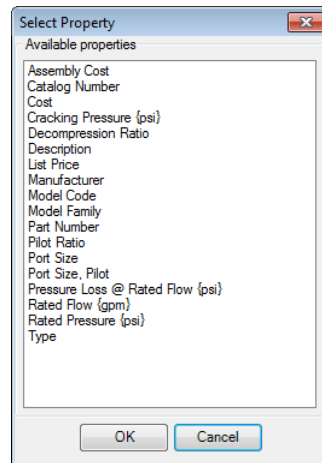 Select Property
Available properties
Assembly Cost
Catalog Number
Cost
Cracking Pressure {psi}
Decompression Ratio
Description
List Price
Manufacturer
Model Code
Model Family
Part Number
Pilot Ratio
Port Size
Port Size, Pilot
Pressure Loss @ Rated Flow {psi}
Rated Flow {gpm}
Rated Pressure {psi}
Type
OK
Cancel